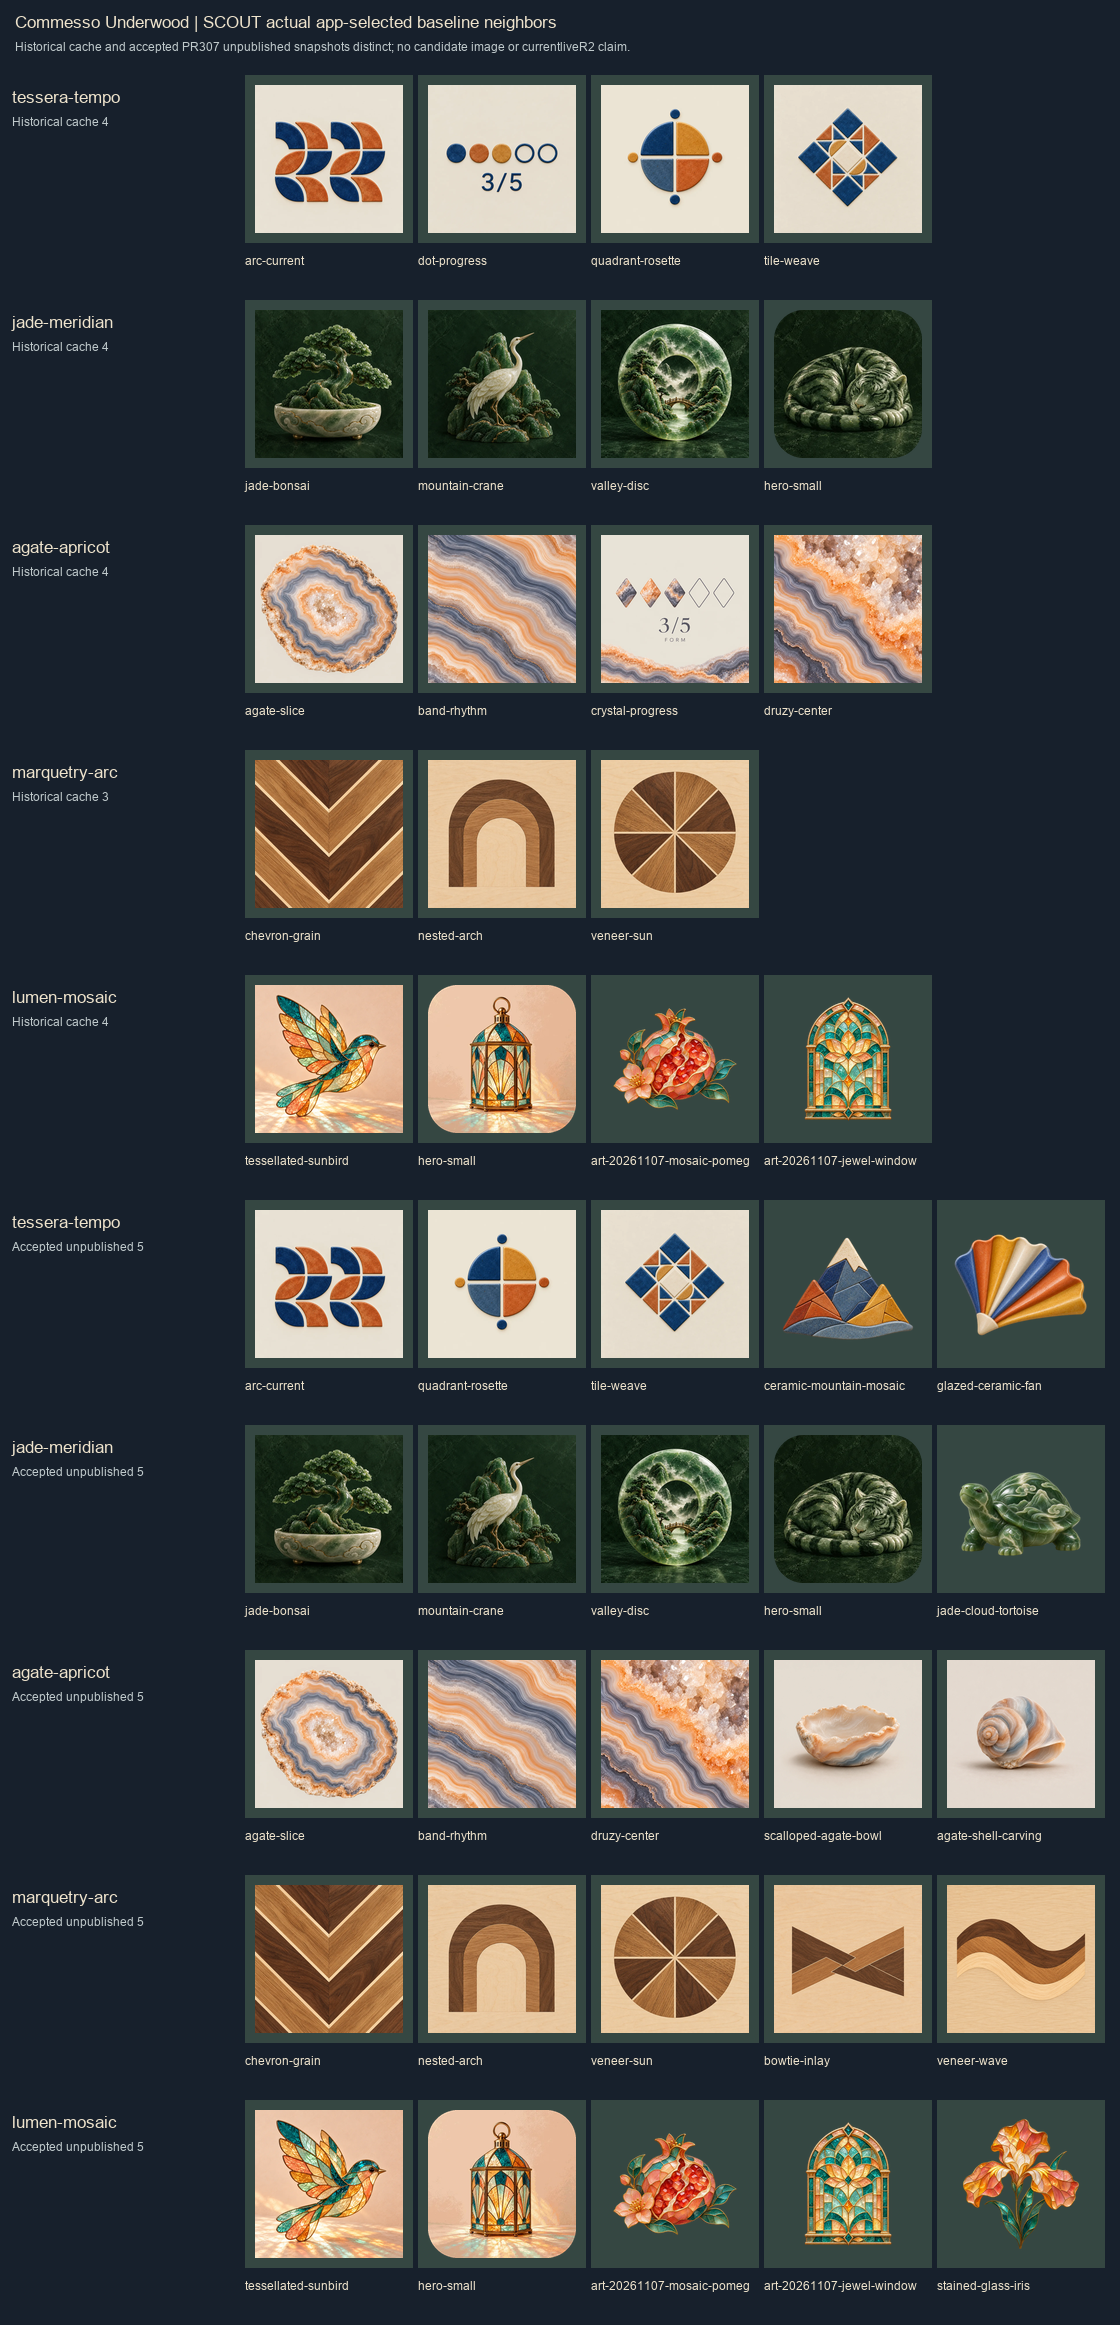 Commesso Underwood | SCOUT actual app-selected baseline neighbors
Historical cache and accepted PR307 unpublished snapshots distinct; no candidate image or currentliveR2 claim.
tessera-tempo
Historical cache 4
3/5
arc-current
dot-progress
quadrant-rosette
tile-weave
jade-meridian
Historical cache 4
jade-bonsai
mountain-crane
valley-disc
hero-small
agate-apricot
Historical cache 4
3/5
FORM
agate-slice
band-rhythm
crystal-progress
druzy-center
marquetry-arc
Historical cache 3
chevron-grain
nested-arch
veneer-sun
lumen-mosaic
Historical cache 4
tessellated-sunbird
hero-small
art-20261107-mosaic-pomeg
art-20261107-jewel-window
tessera-tempo
Accepted unpublished 5
arc-current
quadrant-rosette
tile-weave
ceramic-mountain-mosaic
glazed-ceramic-fan
jade-meridian
Accepted unpublished 5
jade-bonsai
mountain-crane
valley-disc
hero-small
jade-cloud-tortoise
agate-apricot
Accepted unpublished 5
agate-slice
band-rhythm
druzy-center
scalloped-agate-bowl
agate-shell-carving
marquetry-arc
Accepted unpublished 5
chevron-grain
nested-arch
veneer-sun
bowtie-inlay
veneer-wave
lumen-mosaic
Accepted unpublished 5
tessellated-sunbird
hero-small
art-20261107-mosaic-pomeg
art-20261107-jewel-window
stained-glass-iris